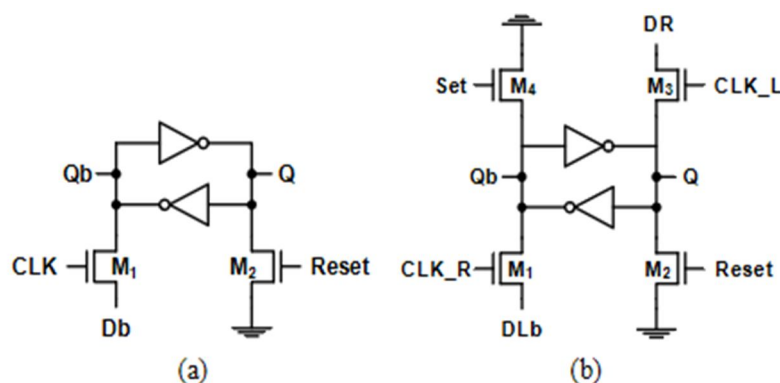 Qb
Q
CLK
M1
M2
Reset
Db
(a)
DR
Set
M4
M3
CLK_L
Qb
Q
CLK_R
M1
M2
Reset
DLb
(b)